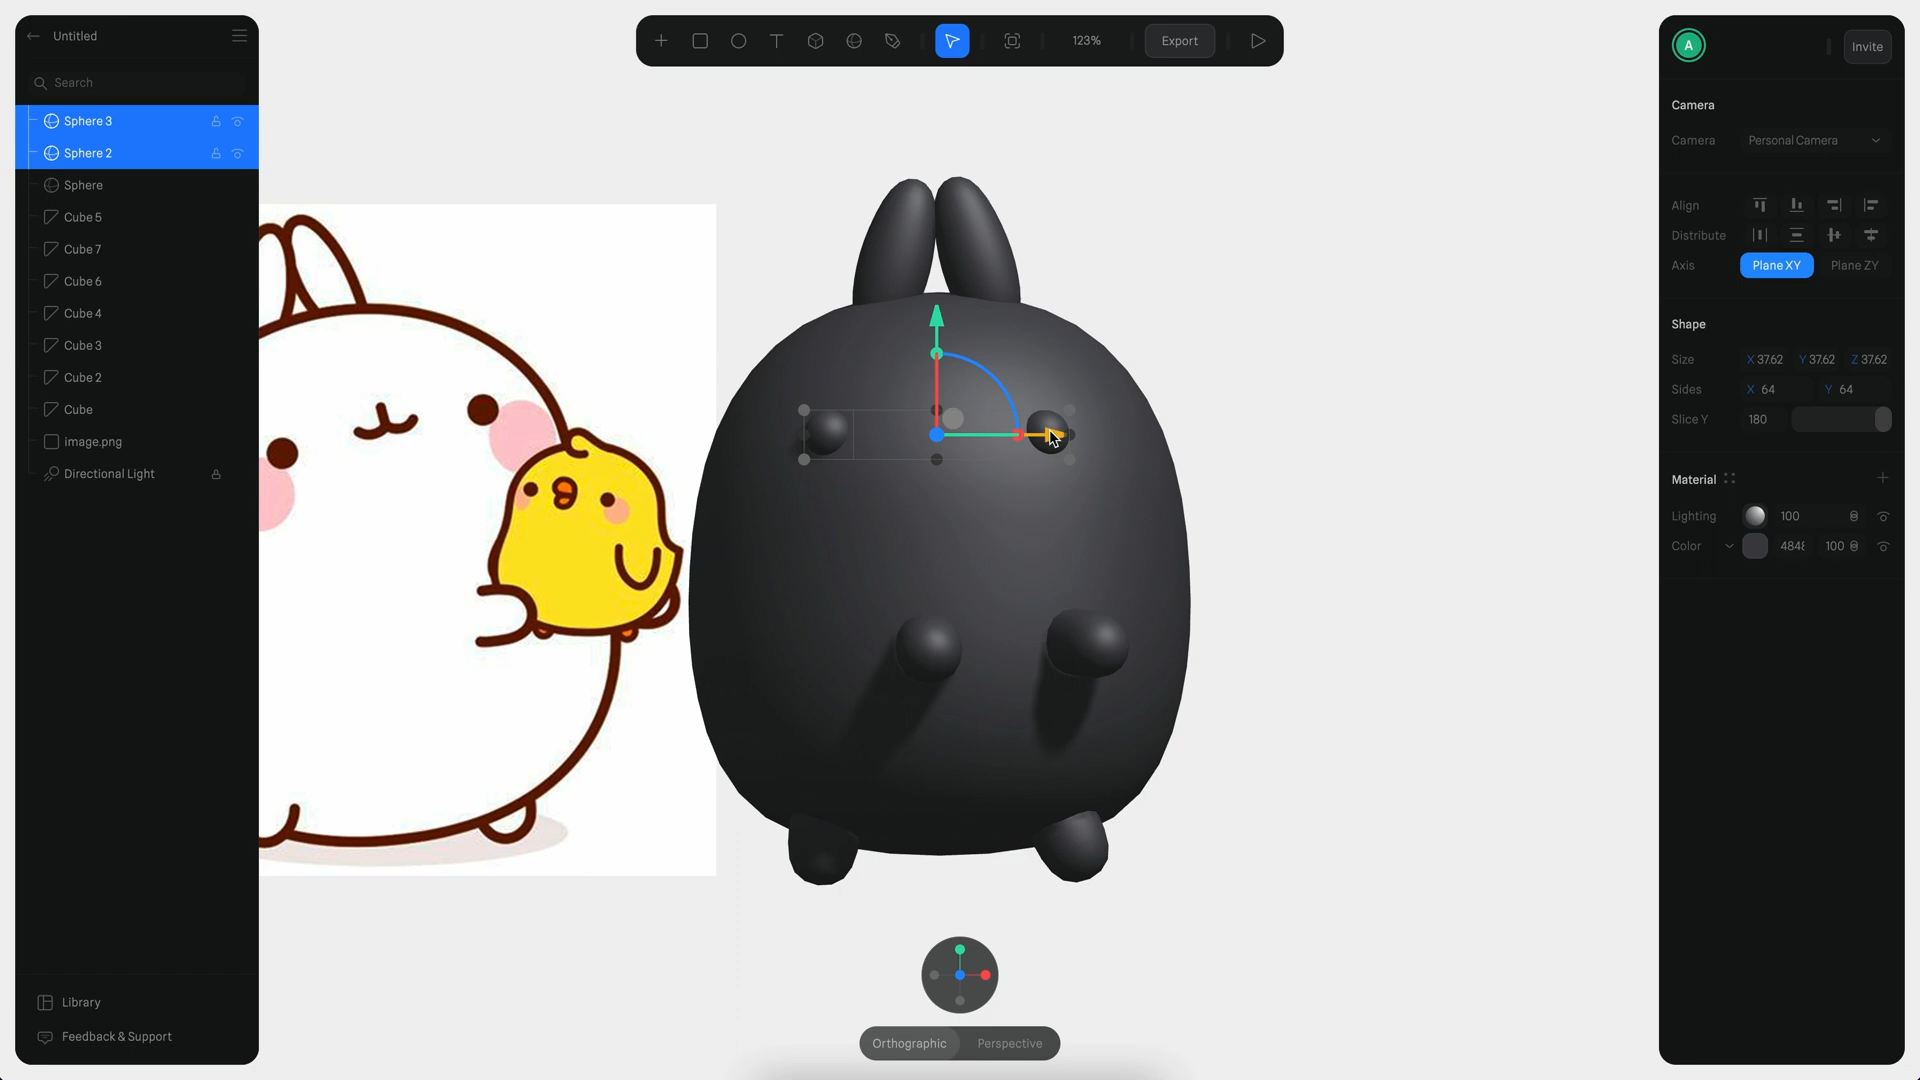 Untitled
Search
Sphere 3
Sphere 2
Sphere
Cube 5
Cube 7
Cube 6
Cube 4
Cube 3
Cube 2
Cube
image.png
Directional Light
Library
Feedback & Support
123%
Export
Orthographic
Perspective
A
Invite
Camera
Camera Personal Camera
Align
Distribute
Axis Plane XY Plane ZY
Shape
Size X 37.62 Y 37.62 Z 37.62
Sides X 64 Y 64
Slice Y 180
Material
Lighting 100
Color 4848 100